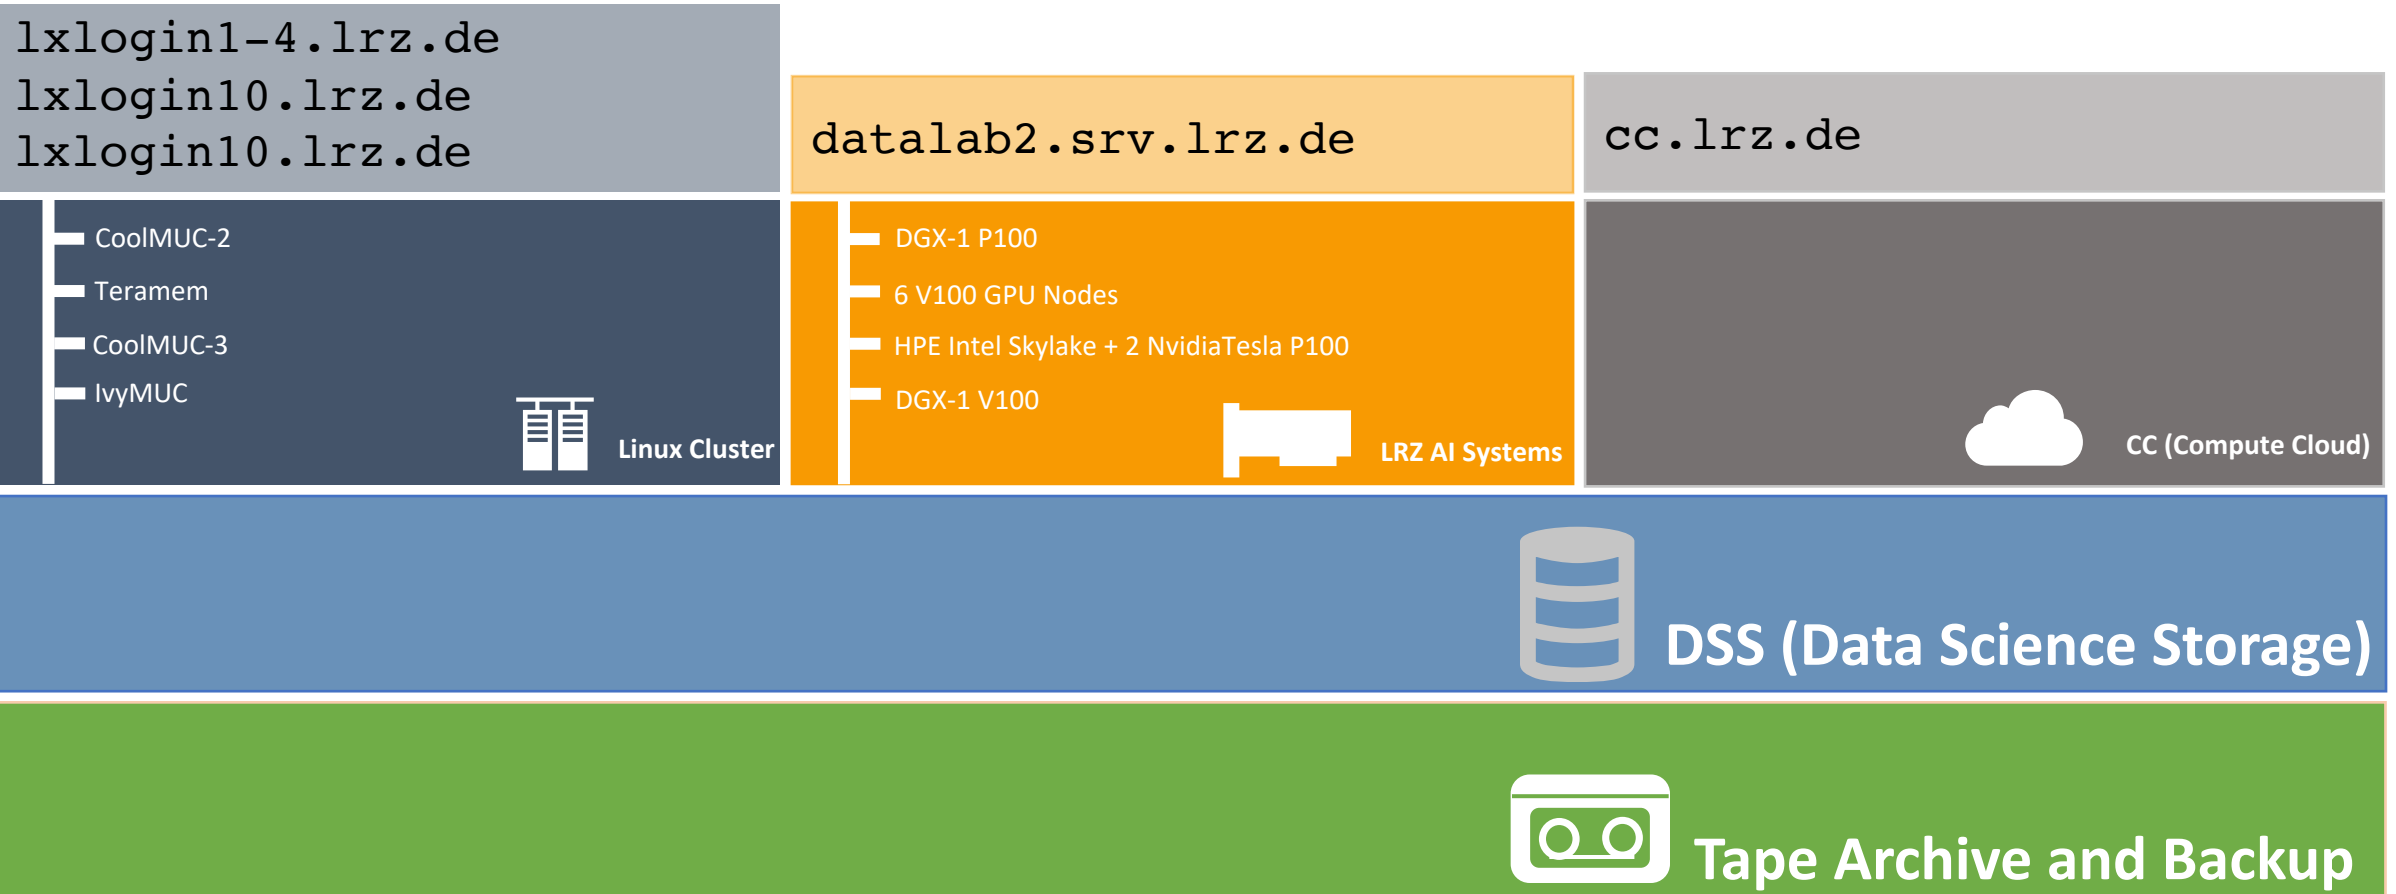 lxlogin1-4.lrz.de
lxlogin10.lrz.de
lxlogin10.lrz.de
datalab2.srv.lrz.de
cc.lrz.de
CoolMUC-2
Teramem
CoolMUC-3
IvyMUC
Linux Cluster
DGX-1 P100
6 V100 GPU Nodes
HPE Intel Skylake + 2 NvidiaTesla P100
DGX-1 V100
LRZ AI Systems
CC (Compute Cloud)
DSS (Data Science Storage)
Tape Archive and Backup